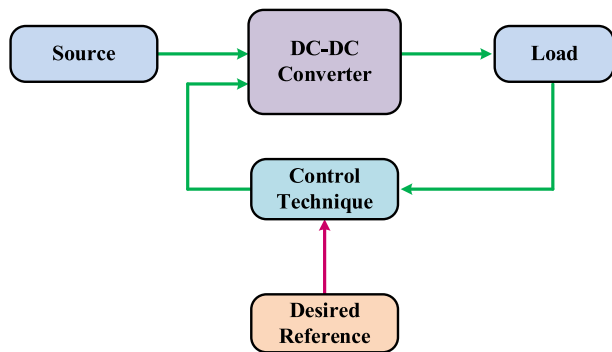 Source
DC-DC
Converter
Load
Control
Technique
Desired
Reference